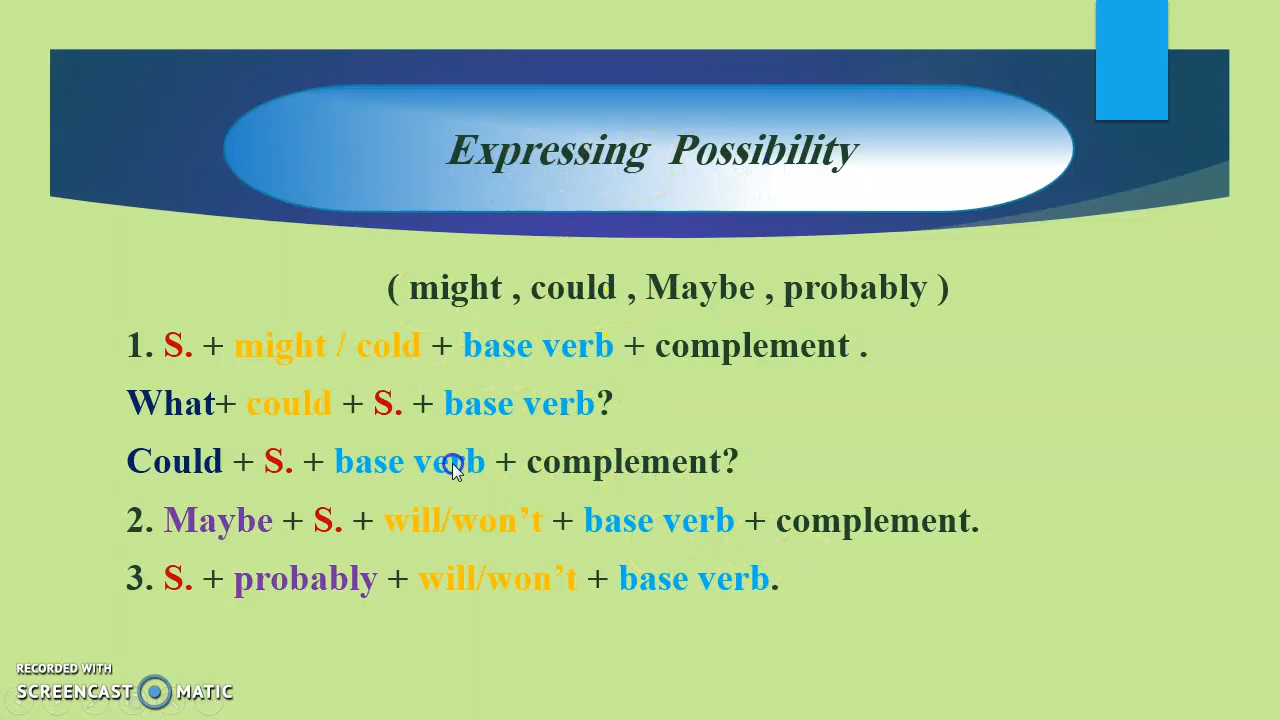 Expressing Possibility
( might , could , Maybe , probably )
1. S. + might / cold + base verb + complement .
What+ could + S. + base verb?
Could + S. + base verb + complement?
2. Maybe + S. + will/won’t + base verb + complement.
3. S. + probably + will/won’t + base verb.
RECORDED WITH
SCREENCAST MATIC